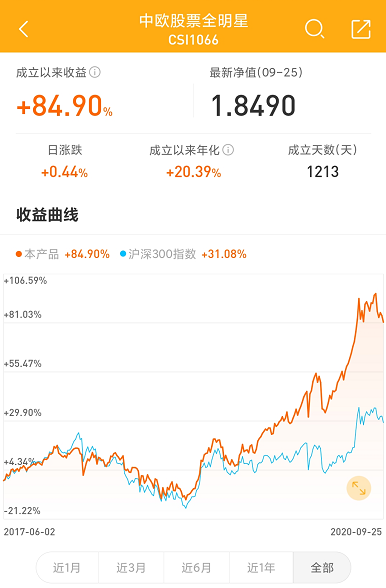 中欧股票全明星
CSI1066
成立以来收益 最新净值(09-25)
+84.90% 1.8490
日涨跌 成立以来年化 成立天数(天)
+0.44% +20.39% 1213
收益曲线
本产品 +84.90% 沪深300指数 +31.08%
+106.59%
+81.03%
+55.47%
+29.90%
+4.34%
-21.22%
2017-06-02 2020-09-25
近1月 近3月 近6月 近1年 全部